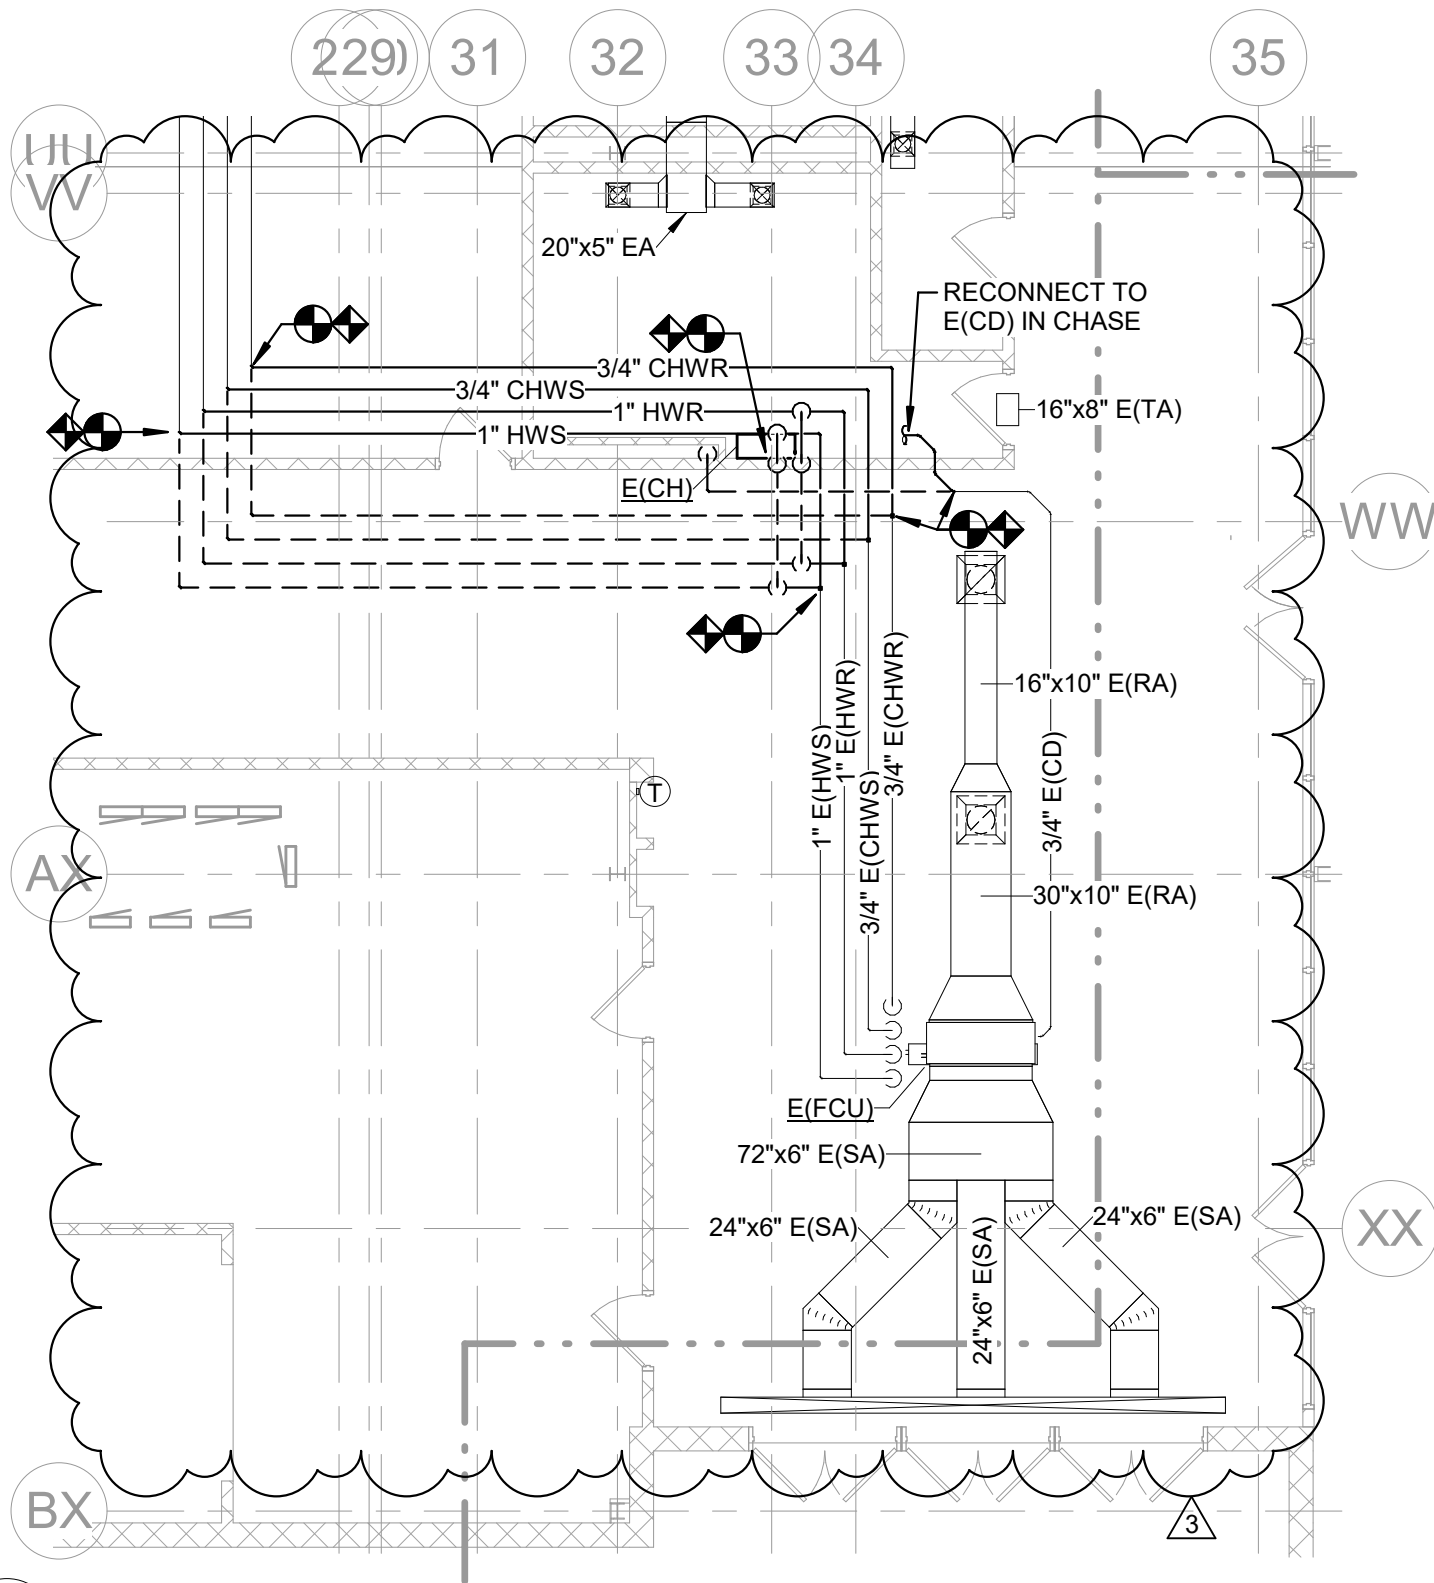 31
32
33
34
35
VV
20"x5" EA
RECONNECT TO
E(CD) IN CHASE
3/4" CHWR
3/4" CHWS
1" HWR
1" HWS
16"x8" E(TA)
E(CH)
WW
16"x10" E(RA)
1" E(HWS)
1" E(HWR)
3/4" E(CHWS)
3/4" E(CHWR)
3/4" E(CD)
T
AX
30"x10" E(RA)
E(FCU)
72"x6" E(SA)
24"x6" E(SA)
24"x6" E(SA)
24"x6" E(SA)
XX
BX
3